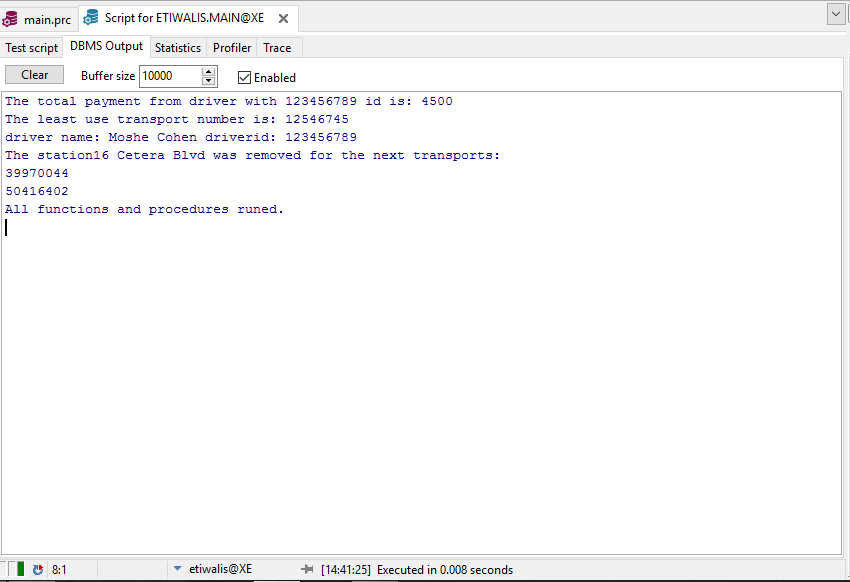 main.prc Script for ETIWALIS.MAIN@XE
Test script DBMS Output Statistics Profiler Trace
Clear Buffer size 10000 Enabled
The total payment from driver with 123456789 id is: 4500
The least use transport number is: 12546745
driver name: Moshe Cohen driverid: 123456789
The station16 Cetera Blvd was removed for the next transports:
39970044
50416402
All functions and procedures runed.
8:1 etiwalis@XE [14:41:25] Executed in 0.008 seconds